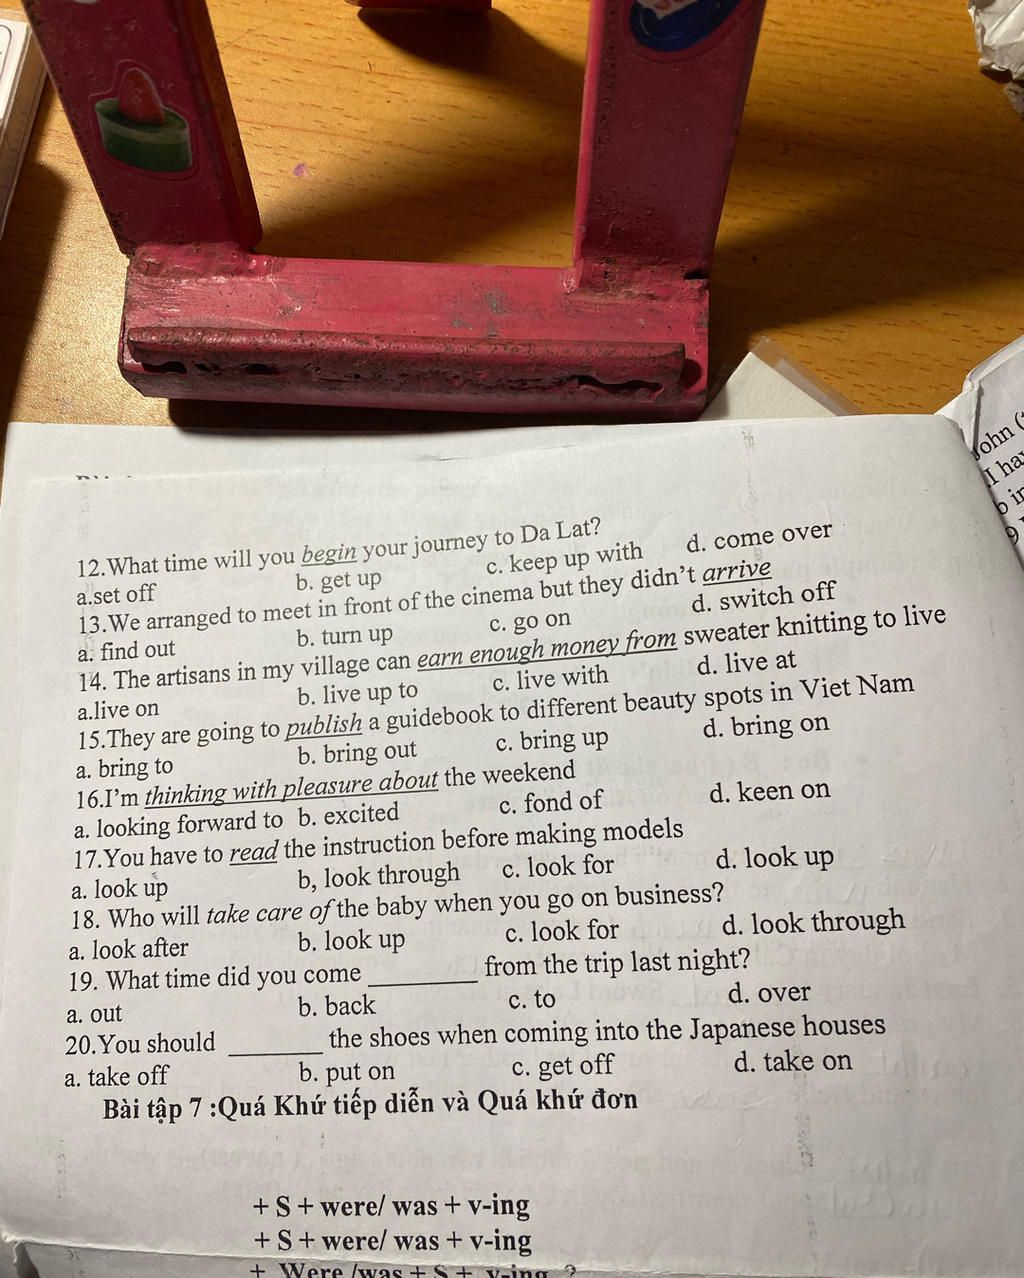 12.What time will you begin your journey to Da Lat?
a.set off b. get up c. keep up with d. come over
13.We arranged to meet in front of the cinema but they didn't arrive
a. find out b. turn up c. go on d. switch off
14. The artisans in my village can earn enough money from sweater knitting to live
a.live on b. live up to c. live with d. live at
15.They are going to publish a guidebook to different beauty spots in Viet Nam
a. bring to b. bring out c. bring up d. bring on
16.I'm thinking with pleasure about the weekend
a. looking forward to b. excited c. fond of d. keen on
17.You have to read the instruction before making models
a. look up b, look through c. look for d. look up
18. Who will take care of the baby when you go on business?
a. look after b. look up c. look for d. look through
19. What time did you come _________ from the trip last night?
a. out b. back c. to d. over
20.You should ________ the shoes when coming into the Japanese houses
a. take off b. put on c. get off d. take on
Bài tập 7 :Quá Khứ tiếp diễn và Quá khứ đơn
+ S + were/ was + v-ing
+ S + were/ was + v-ing
+ Were /was + S + v-ing ?
John (
I ha